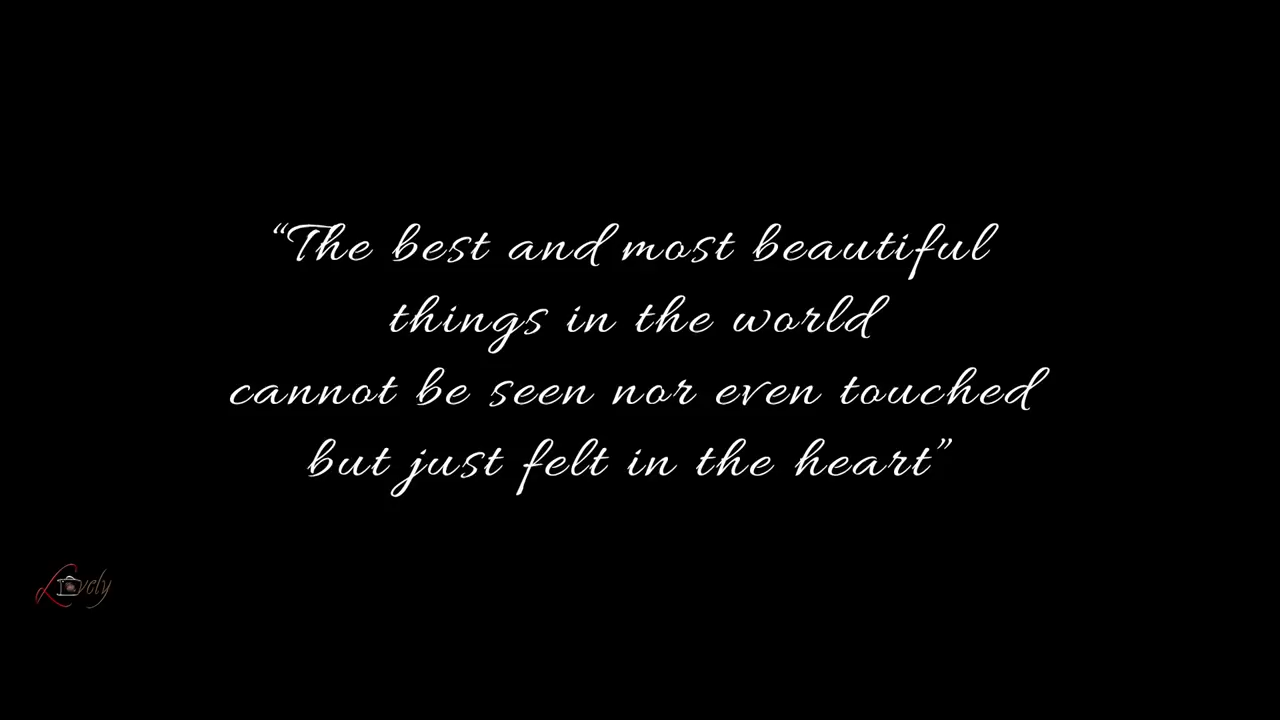 “The best and most beautiful
things in the world
cannot be seen nor even touched
but just felt in the heart”
Lovely